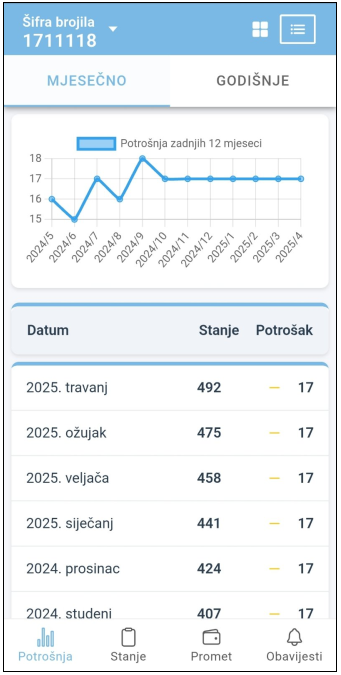 Šifra brojila
1711118
MJESEČNO GODIŠNJE
Potrošnja zadnjih 12 mjeseci
18
17
16
15
2024/5 2024/6 2024/7 2024/8 2024/9 2024/10 2024/11 2024/12 2025/1 2025/2 2025/3 2025/4
Datum Stanje Potrošak
2025. travanj 492 – 17
2025. ožujak 475 – 17
2025. veljača 458 – 17
2025. siječanj 441 – 17
2024. prosinac 424 – 17
2024. studeni 407 – 17
Potrošnja Stanje Promet Obavijesti